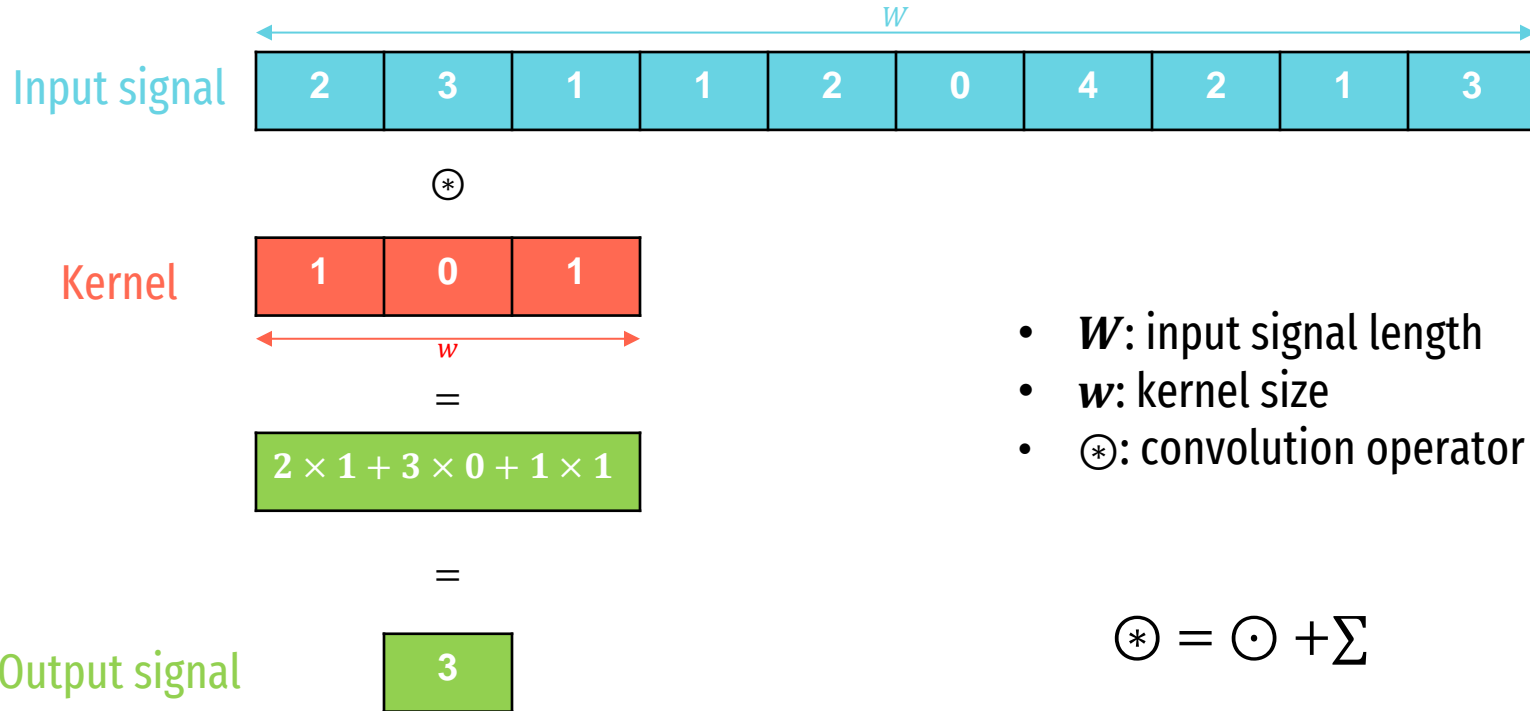 W
Input signal 2 3 1 1 2 0 4 2 1 3
⊛
Kernel 1 0 1
w
=
2 × 1 + 3 × 0 + 1 × 1
=
Output signal 3
• W: input signal length
• w: kernel size
• ⊛: convolution operator
⊛ = ⊙ +∑